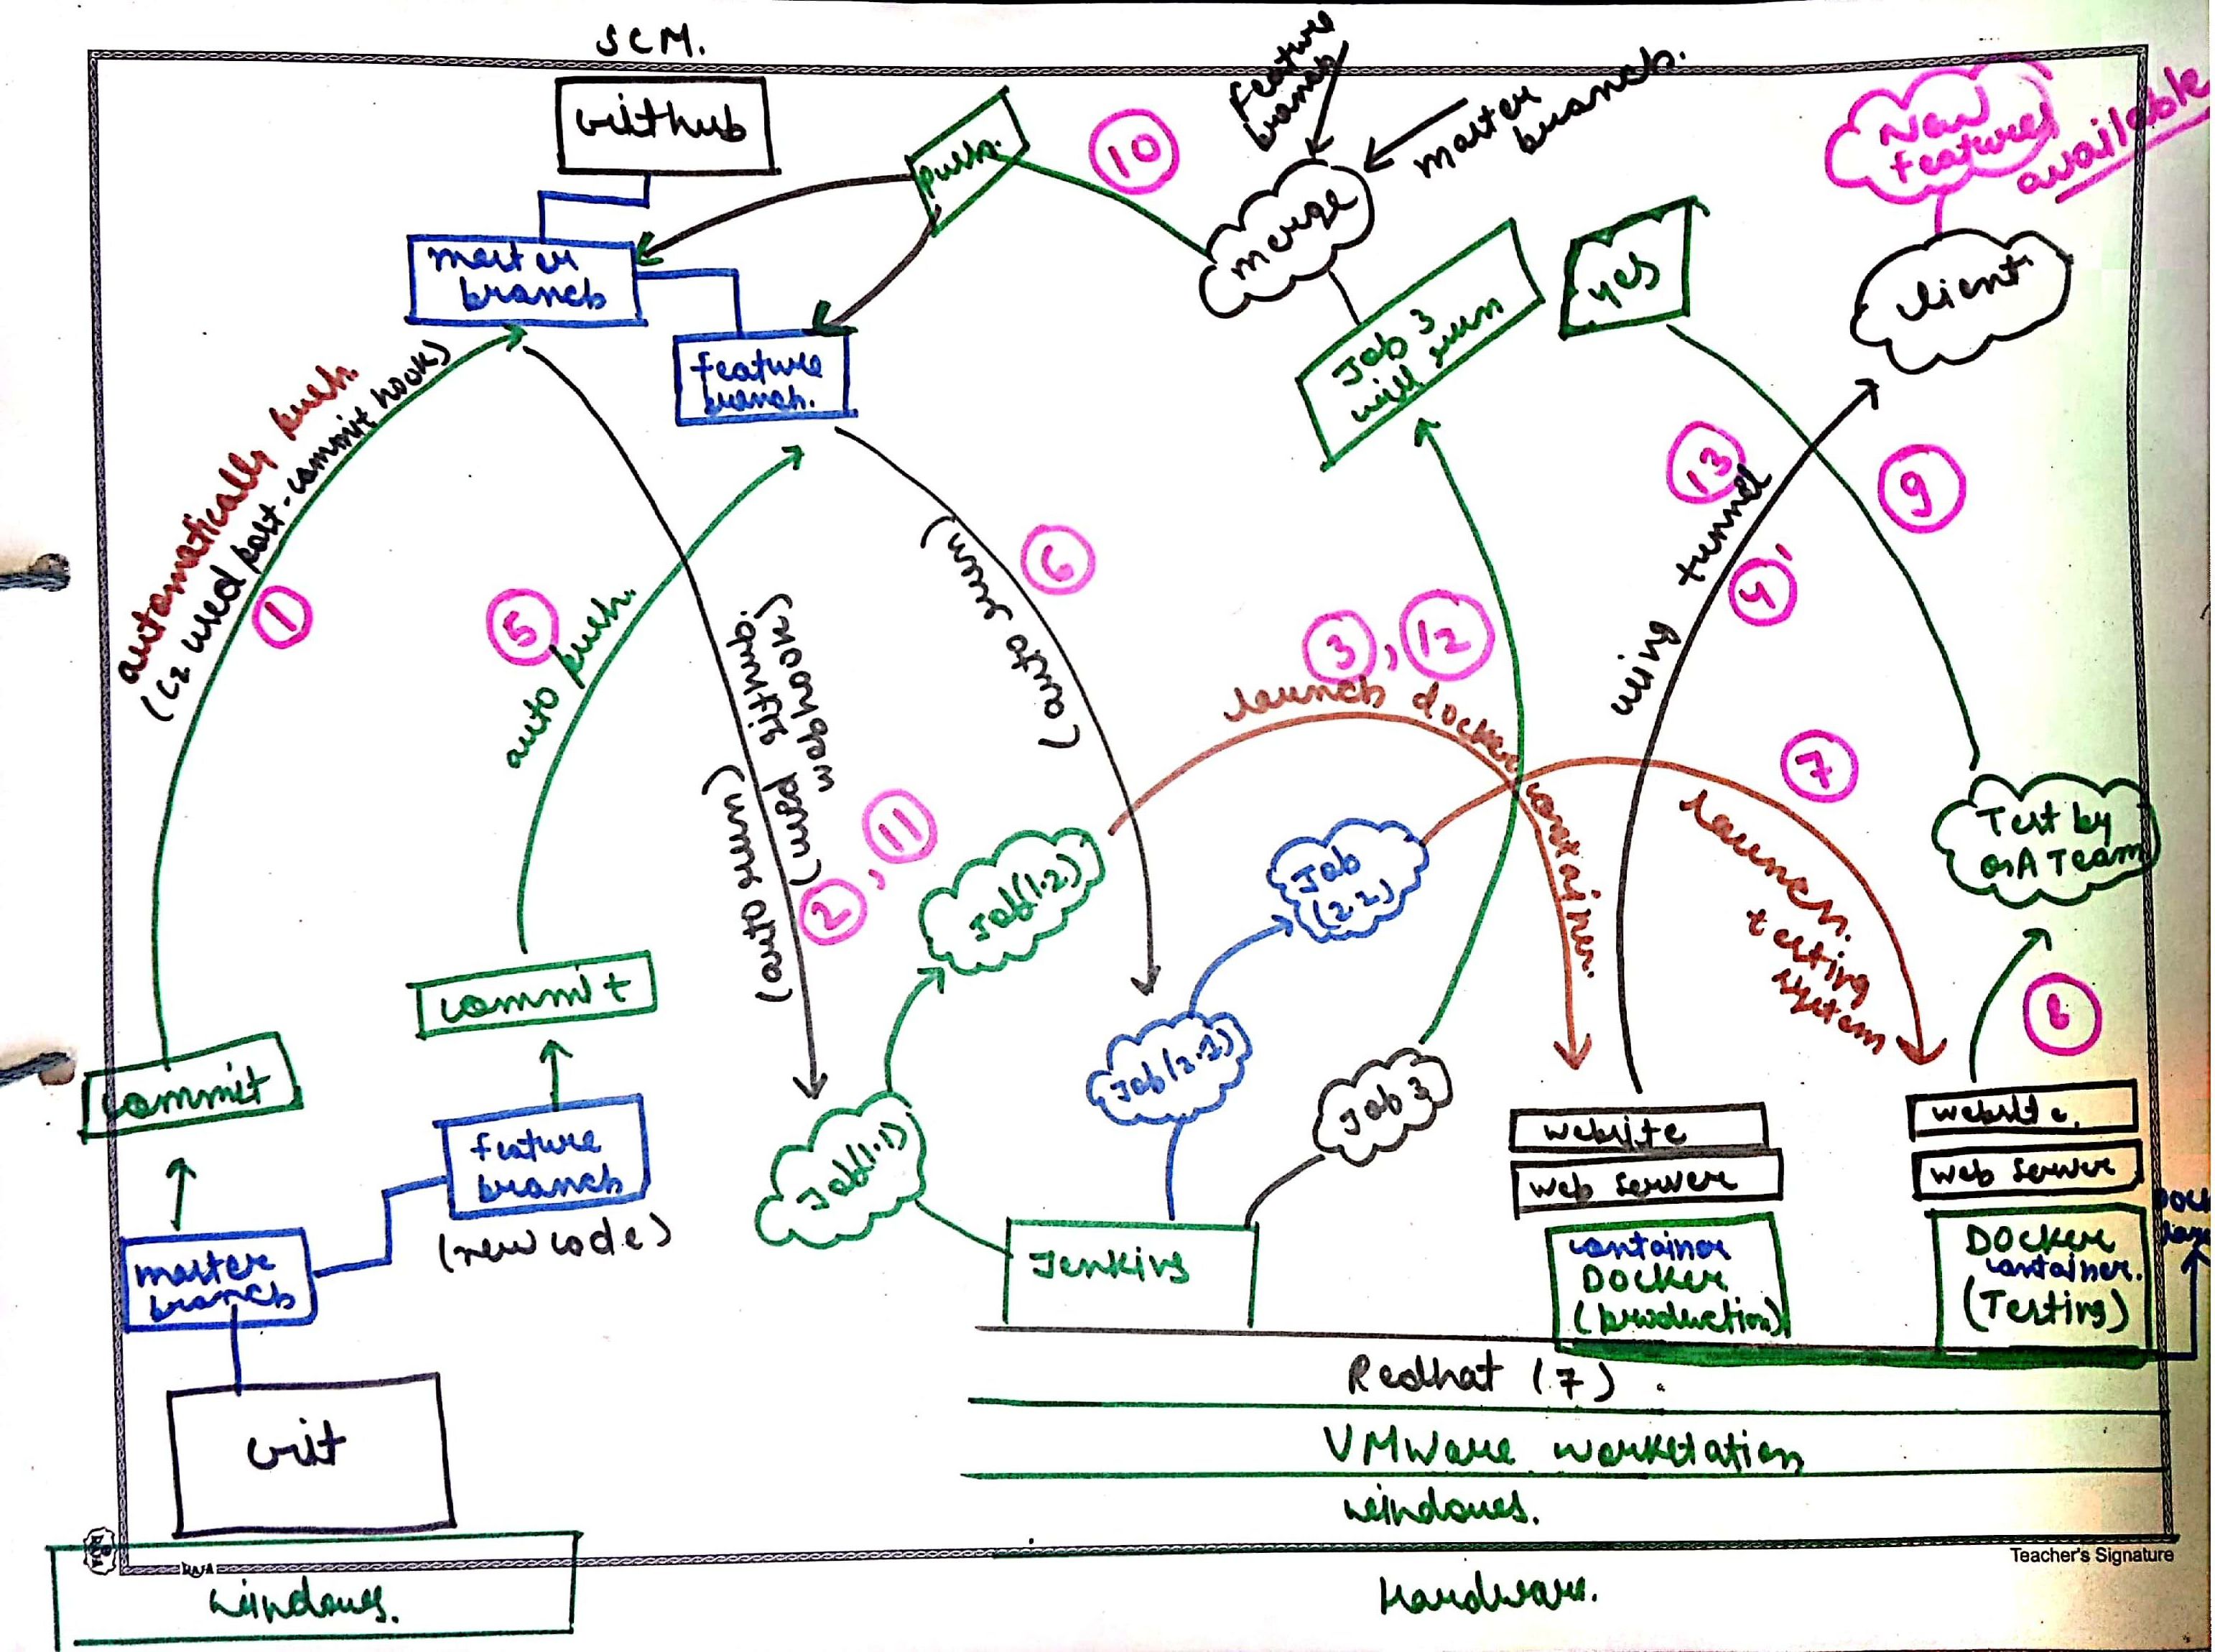 SCM.
Github
push.
10
feature
branch
master
branch.
New
features
available
master
branch
merge
yes
client
feature
branch.
Job 3
will run
automatically push.
(used post-commit hook)
1
5
auto push.
(auto run)
6
13
using tunnel
4
9
3, 12
launch docker container.
7
launch.
testing
system
(used github
webhook)
(auto run)
2, 11
Job(1.2)
Job
(2.2)
Test by
QA Team
commit
commit
8
Job(1.1)
Job(2.1)
Job 3
feature
branch
(new code)
website
web server
website.
web server
master
branch
Jenkins
container
Docker
(production)
Docker
container.
(Testing)
Redhat (7).
Git
VMWare workstation
windows.
Teacher's Signature
RAJA
windows.
Hardware.